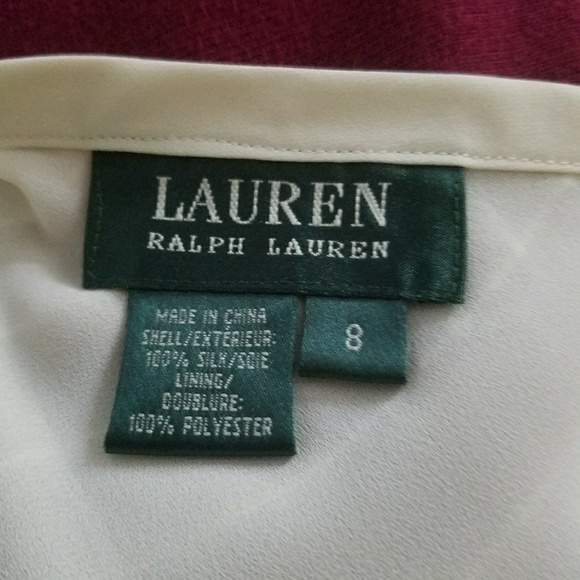 LAUREN
RALPH LAUREN
MADE IN CHINA
SHELL/EXTÉRIEUR:
100% SILK/SOIE
LINING/
DOUBLURE:
100% POLYESTER
8